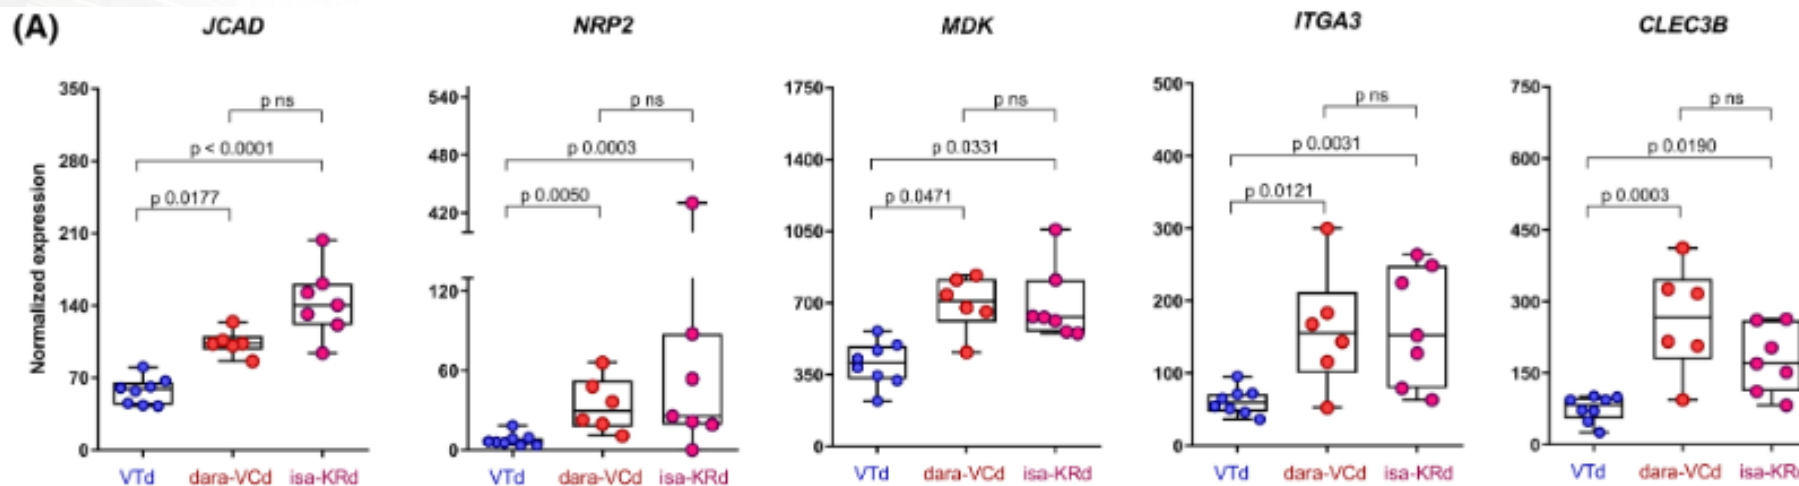 (A)
JCAD
NRP2
MDK
ITGA3
CLEC3B
Normalized expression
350
280
210
140
70
0
p ns
p < 0.0001
p 0.0177
VTd
dara-VCd
isa-KRd
540
480
420
120
60
0
p ns
p 0.0003
p 0.0050
VTd
dara-VCd
isa-KRd
1750
1400
1050
700
350
0
p ns
p 0.0331
p 0.0471
VTd
dara-VCd
isa-KRd
500
400
300
200
100
0
p ns
p 0.0031
p 0.0121
VTd
dara-VCd
isa-KRd
750
600
450
300
150
0
p ns
p 0.0190
p 0.0003
VTd
dara-VCd
isa-KRd